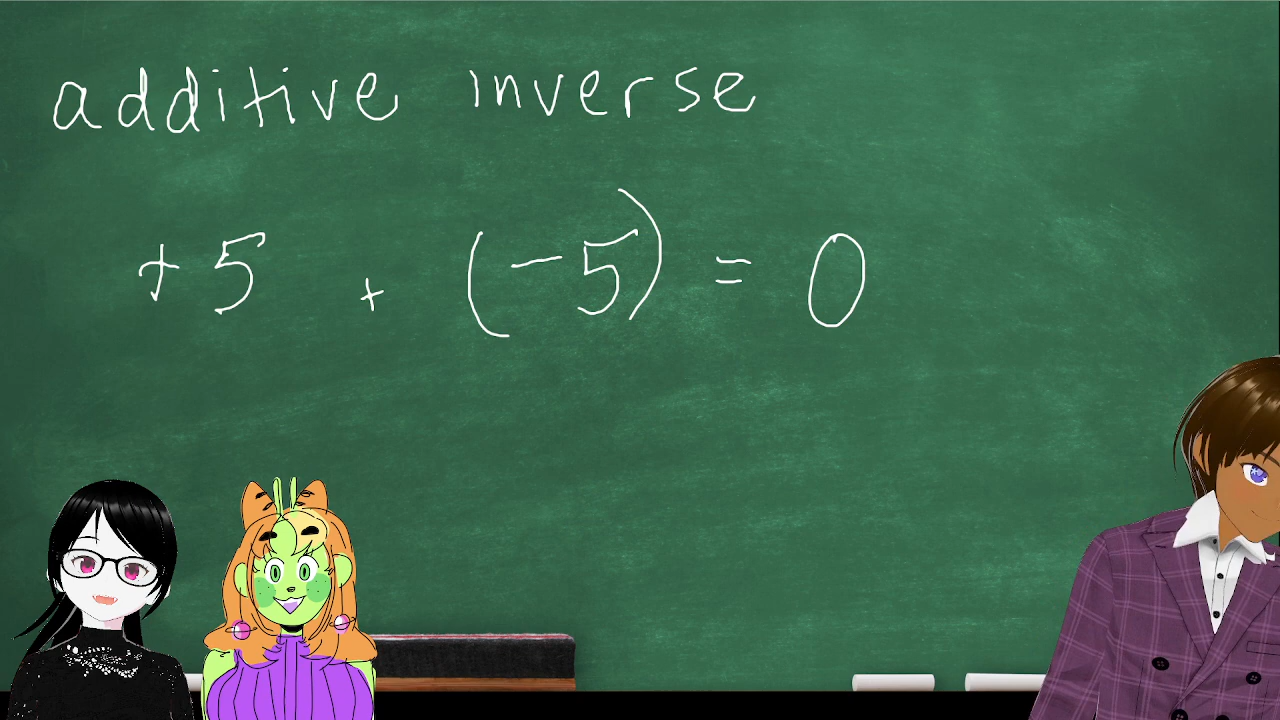 additive inverse
+5 + (-5) = 0